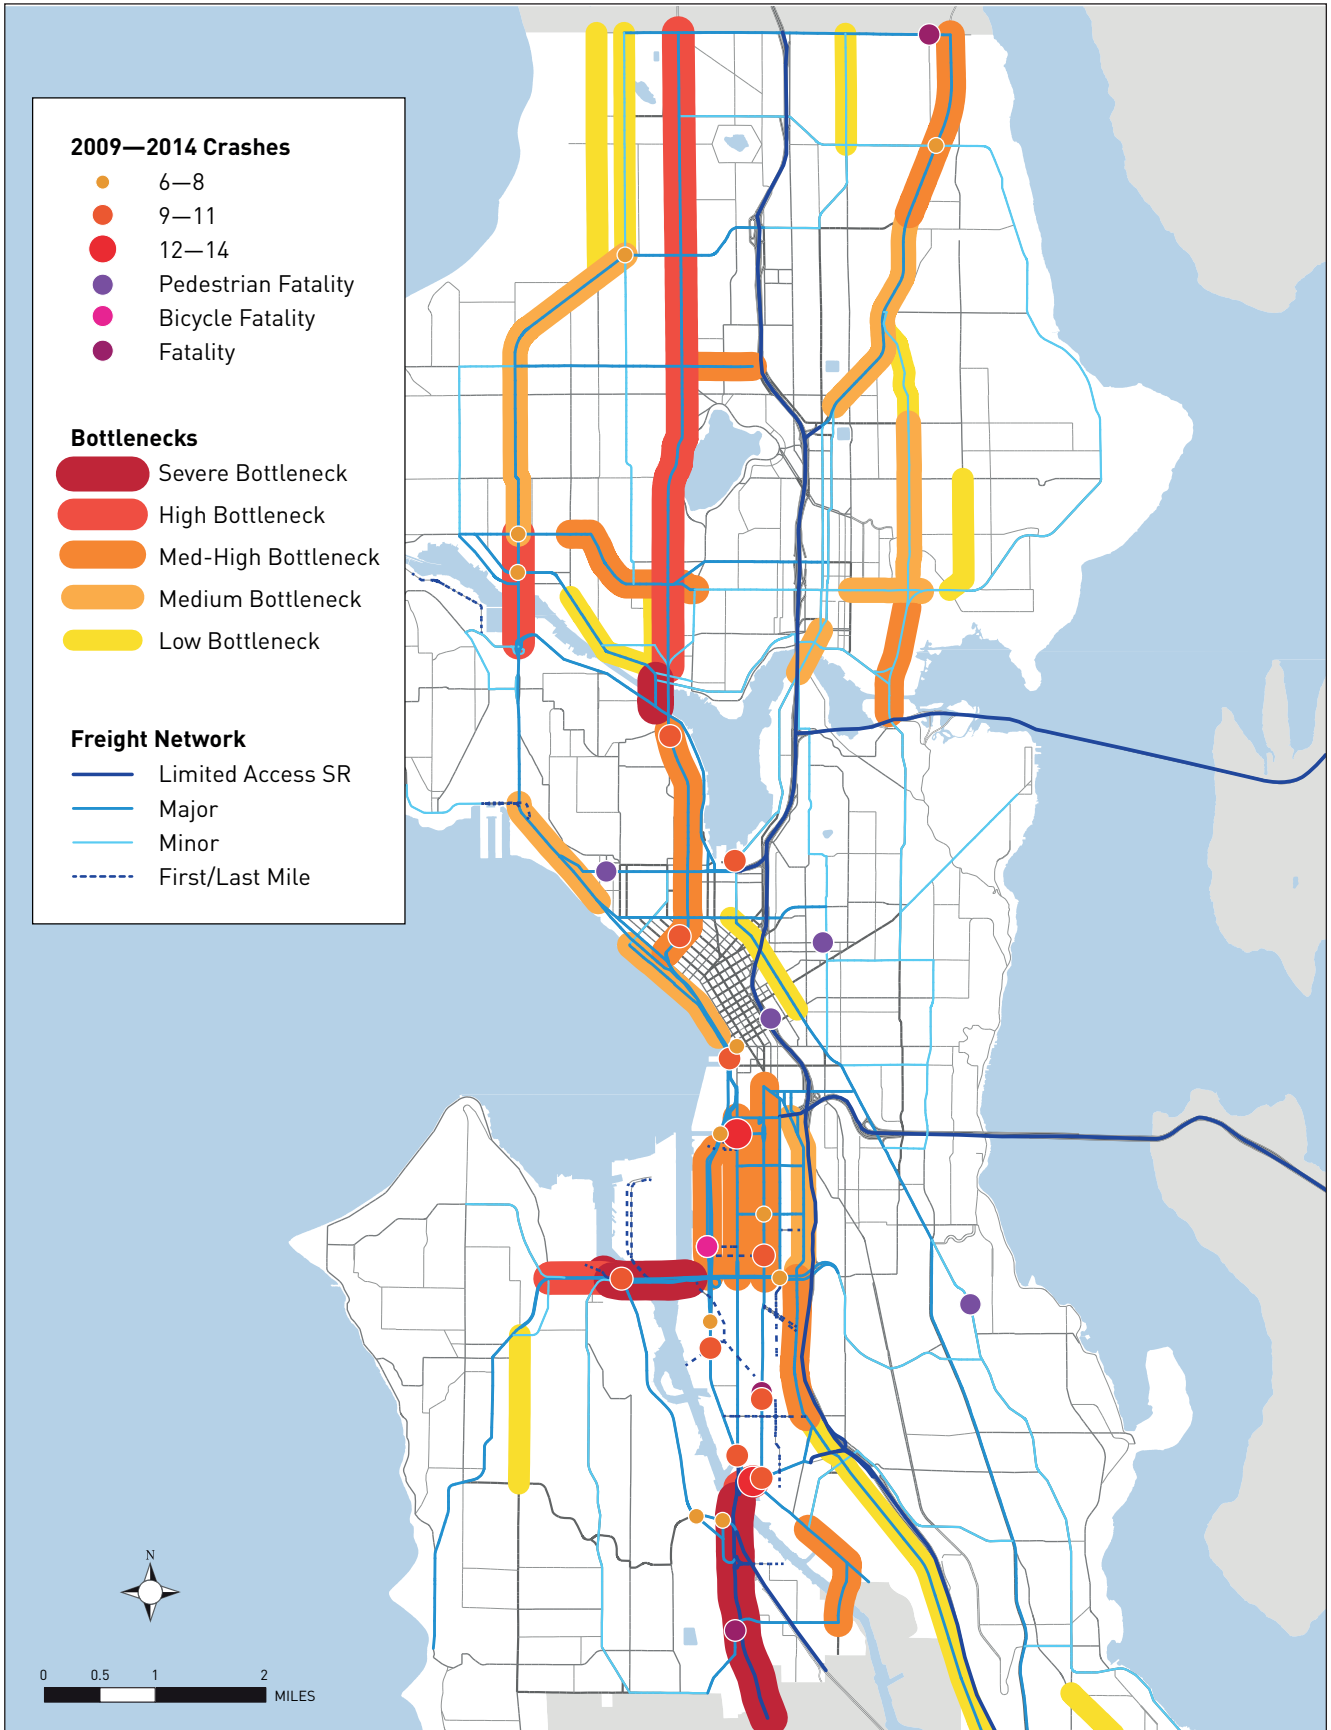 2009—2014 Crashes
6—8
9—11
12—14
Pedestrian Fatality
Bicycle Fatality
Fatality
Bottlenecks
Severe Bottleneck
High Bottleneck
Med-High Bottleneck
Medium Bottleneck
Low Bottleneck
Freight Network
Limited Access SR
Major
Minor
First/Last Mile
N
0 0.5 1 2
MILES